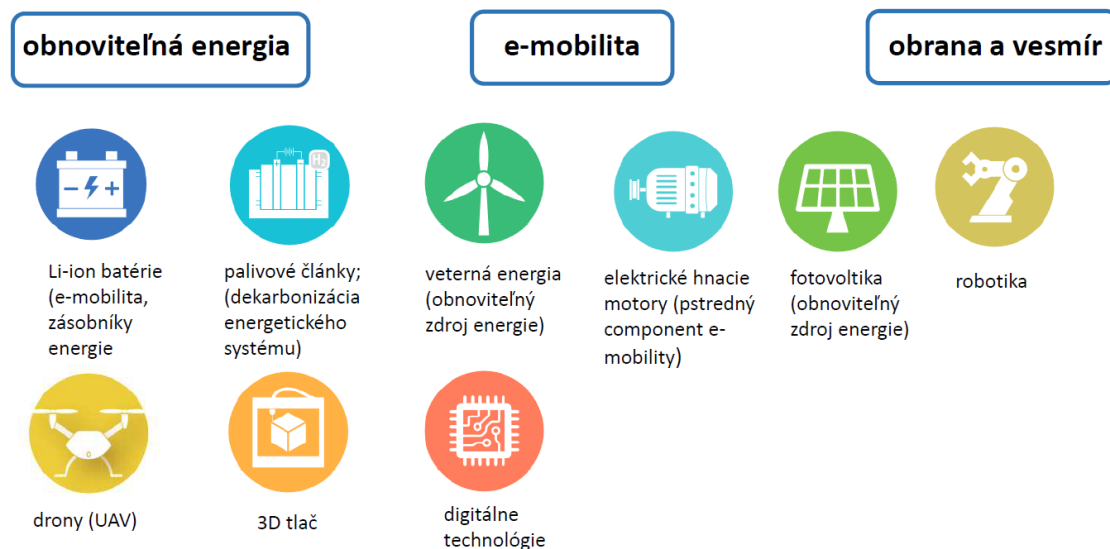 obnoviteľná energia
e-mobilita
obrana a vesmír
H2
Li-ion batérie
(e-mobilita,
zásobníky
energie
palivové články;
(dekarbonizácia
energetického
systému)
veterná energia
(obnoviteľný
zdroj energie)
elektrické hnacie
motory (pstredný
component e-
mobility)
fotovoltika
(obnoviteľný
zdroj energie)
robotika
drony (UAV)
3D tlač
digitálne
technológie